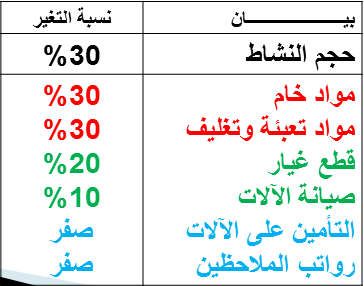 بيـــــــــــــان نسبة التغير
حجم النشاط 30%
مواد خام 30%
مواد تعبئة وتغليف 30%
قطع غيار 20%
صيانة الآلات 10%
التأمين على الآلات صفر
رواتب الملاحظين صفر